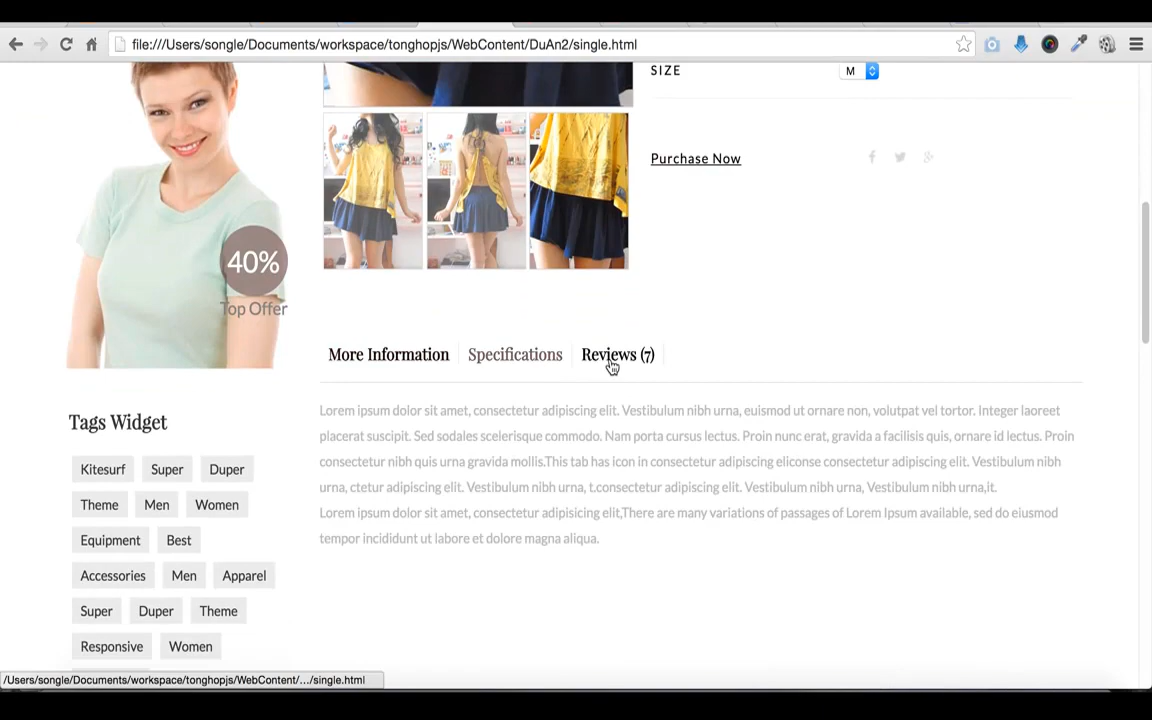 file:///Users/songle/Documents/workspace/tonghopjs/WebContent/DuAn2/single.html
SIZE
M
Purchase Now
40%
Top Offer
More Information
Specifications
Reviews (7)
Lorem ipsum dolor sit amet, consectetur adipiscing elit. Vestibulum nibh urna, euismod ut ornare non, volutpat vel tortor. Integer laoreet
placerat suscipit. Sed sodales scelerisque commodo. Nam porta cursus lectus. Proin nunc erat, gravida a facilisis quis, ornare id lectus. Proin
consectetur nibh quis urna gravida mollis.This tab has icon in consectetur adipiscing eliconse consectetur adipiscing elit. Vestibulum nibh
urna, ctetur adipiscing elit. Vestibulum nibh urna, t.consectetur adipiscing elit. Vestibulum nibh urna, Vestibulum nibh urna,it.
Lorem ipsum dolor sit amet, consectetur adipisicing elit,There are many variations of passages of Lorem Ipsum available, sed do eiusmod
tempor incididunt ut labore et dolore magna aliqua.
Tags Widget
Kitesurf Super Duper
Theme Men Women
Equipment Best
Accessories Men Apparel
Super Duper Theme
Responsive Women
/Users/songle/Documents/workspace/tonghopjs/WebContent/.../single.html